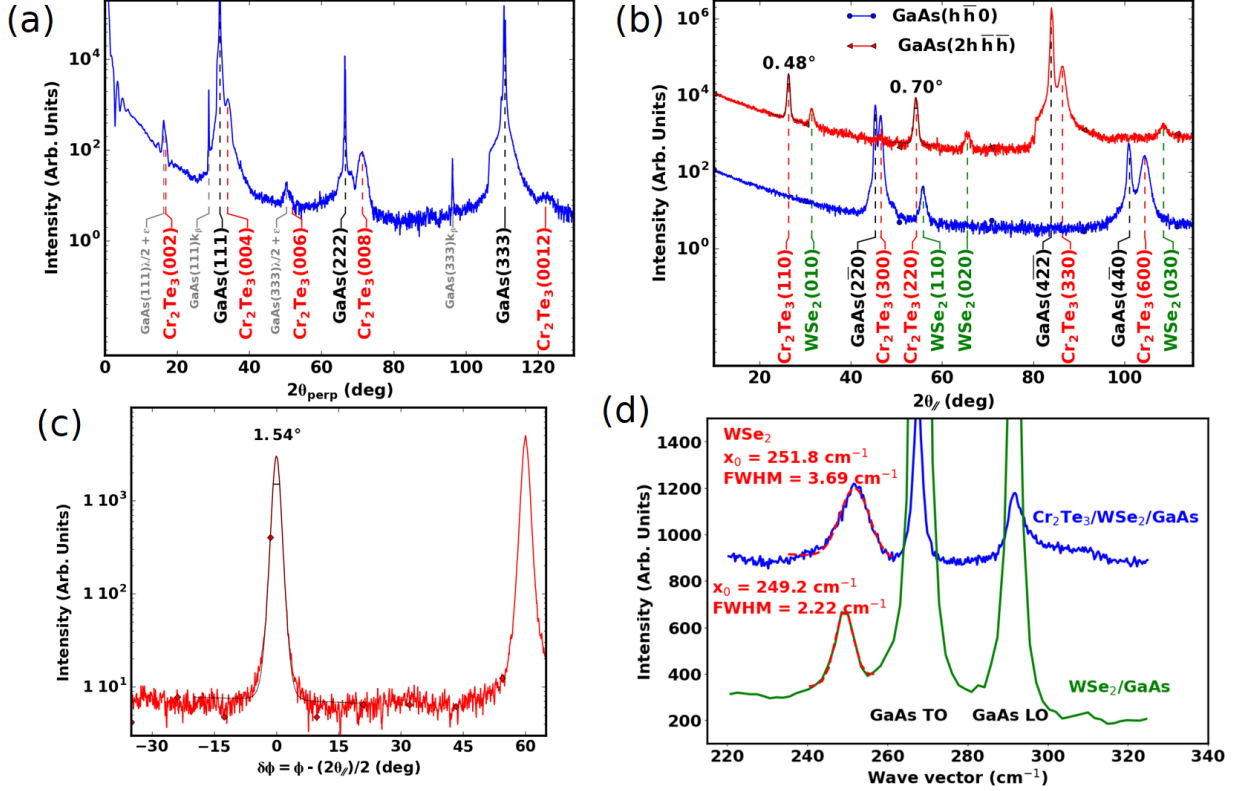 (a)
Intensity (Arb. Units)
10⁴
10²
10⁰
GaAs(111)λ/2 + ε
Cr₂Te₃(002)
GaAs(111)kᵦ
GaAs(111)
Cr₂Te₃(004)
GaAs(333)λ/2 + ε
Cr₂Te₃(006)
GaAs(222)
Cr₂Te₃(008)
GaAs(333)kᵦ
GaAs(333)
Cr₂Te₃(0012)
0 20 40 60 80 100 120
2θperp (deg)
(b)
Intensity (Arb. Units)
10⁶
10⁴
10²
10⁰
GaAs(h h̅ 0)
GaAs(2h h̅ h̅)
0.48°
0.70°
Cr₂Te₃(110)
WSe₂(010)
GaAs(22̅0)
Cr₂Te₃(300)
Cr₂Te₃(220)
WSe₂(110)
WSe₂(020)
GaAs(42̅2̅)
Cr₂Te₃(330)
GaAs(44̅0)
Cr₂Te₃(600)
WSe₂(030)
20 40 60 80 100
2θ∥ (deg)
(c)
Intensity (Arb. Units)
1 10³
1 10²
1 10¹
1.54°
−30 −15 0 15 30 45 60
δϕ = ϕ - (2θ∥)/2 (deg)
(d)
Intensity (Arb. Units)
1400
1200
1000
800
600
400
200
WSe₂
x₀ = 251.8 cm⁻¹
FWHM = 3.69 cm⁻¹
Cr₂Te₃/WSe₂/GaAs
x₀ = 249.2 cm⁻¹
FWHM = 2.22 cm⁻¹
WSe₂/GaAs
GaAs TO GaAs LO
220 240 260 280 300 320 340
Wave vector (cm⁻¹)